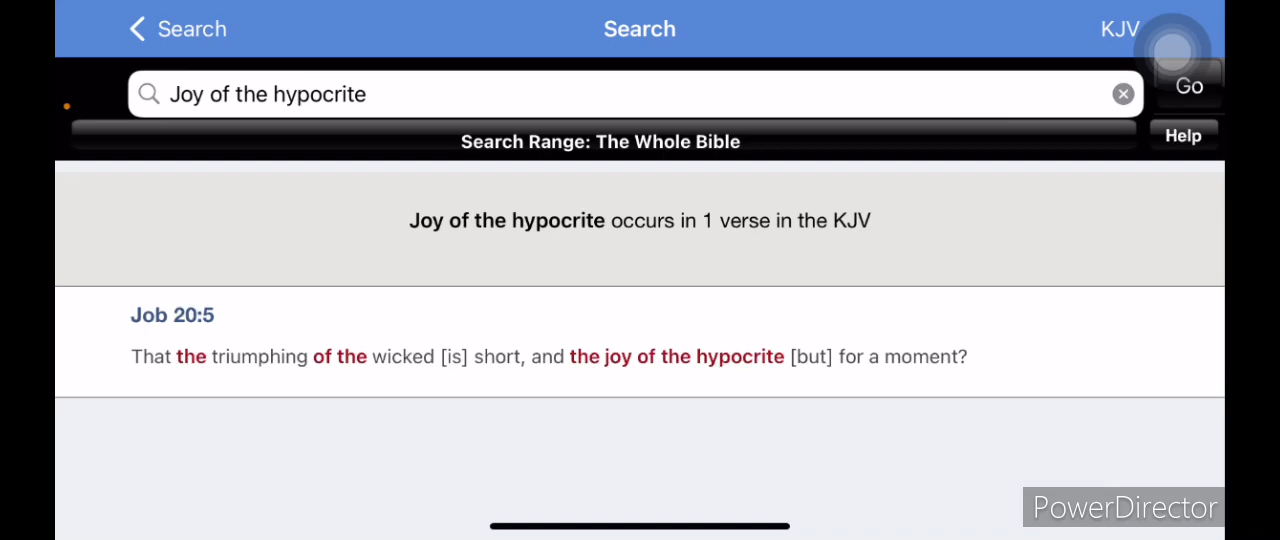 Search
Search
KJV
Joy of the hypocrite
Go
Search Range: The Whole Bible
Help
Joy of the hypocrite occurs in 1 verse in the KJV
Job 20:5
That the triumphing of the wicked [is] short, and the joy of the hypocrite [but] for a moment?
PowerDirector